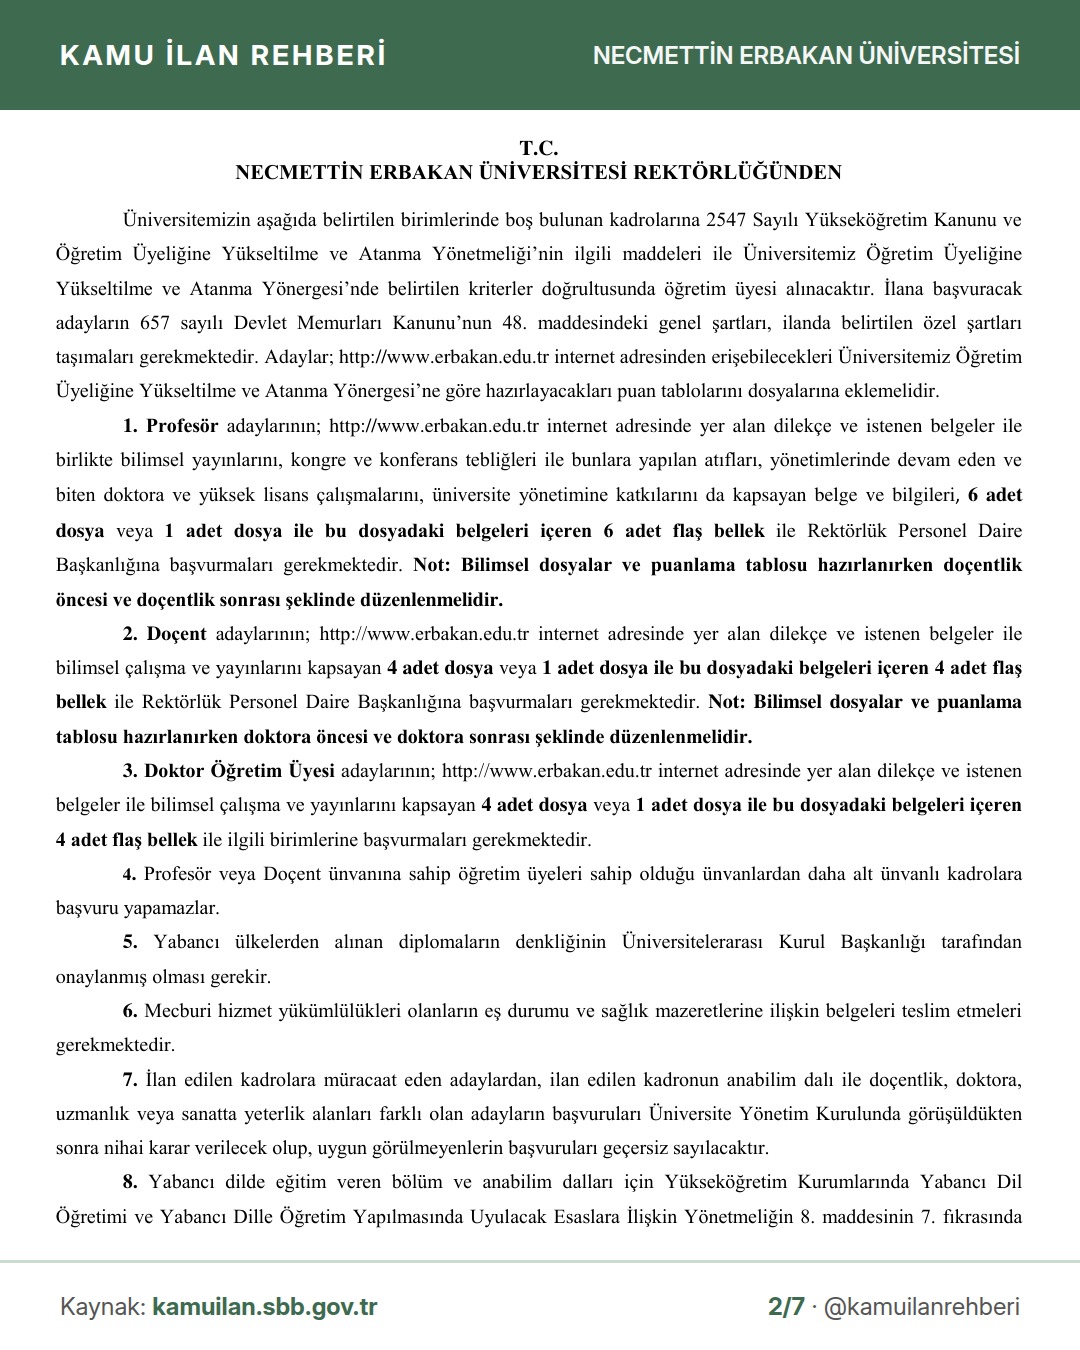 KAMU İLAN REHBERİ
NECMETTİN ERBAKAN ÜNİVERSİTESİ
T.C.
NECMETTİN ERBAKAN ÜNİVERSİTESİ REKTÖRLÜĞÜNDEN
Üniversitemizin aşağıda belirtilen birimlerinde boş bulunan kadrolarına 2547 Sayılı Yükseköğretim Kanunu ve
Öğretim Üyeliğine Yükseltilme ve Atanma Yönetmeliği’nin ilgili maddeleri ile Üniversitemiz Öğretim Üyeliğine
Yükseltilme ve Atanma Yönergesi’nde belirtilen kriterler doğrultusunda öğretim üyesi alınacaktır. İlana başvuracak
adayların 657 sayılı Devlet Memurları Kanunu’nun 48. maddesindeki genel şartları, ilanda belirtilen özel şartları
taşımaları gerekmektedir. Adaylar; http://www.erbakan.edu.tr internet adresinden erişebilecekleri Üniversitemiz Öğretim
Üyeliğine Yükseltilme ve Atanma Yönergesi’ne göre hazırlayacakları puan tablolarını dosyalarına eklemelidir.
1. Profesör adaylarının; http://www.erbakan.edu.tr internet adresinde yer alan dilekçe ve istenen belgeler ile
birlikte bilimsel yayınlarını, kongre ve konferans tebliğleri ile bunlara yapılan atıfları, yönetimlerinde devam eden ve
biten doktora ve yüksek lisans çalışmalarını, üniversite yönetimine katkılarını da kapsayan belge ve bilgileri, 6 adet
dosya veya 1 adet dosya ile bu dosyadaki belgeleri içeren 6 adet flaş bellek ile Rektörlük Personel Daire
Başkanlığına başvurmaları gerekmektedir. Not: Bilimsel dosyalar ve puanlama tablosu hazırlanırken doçentlik
öncesi ve doçentlik sonrası şeklinde düzenlenmelidir.
2. Doçent adaylarının; http://www.erbakan.edu.tr internet adresinde yer alan dilekçe ve istenen belgeler ile
bilimsel çalışma ve yayınlarını kapsayan 4 adet dosya veya 1 adet dosya ile bu dosyadaki belgeleri içeren 4 adet flaş
bellek ile Rektörlük Personel Daire Başkanlığına başvurmaları gerekmektedir. Not: Bilimsel dosyalar ve puanlama
tablosu hazırlanırken doktora öncesi ve doktora sonrası şeklinde düzenlenmelidir.
3. Doktor Öğretim Üyesi adaylarının; http://www.erbakan.edu.tr internet adresinde yer alan dilekçe ve istenen
belgeler ile bilimsel çalışma ve yayınlarını kapsayan 4 adet dosya veya 1 adet dosya ile bu dosyadaki belgeleri içeren
4 adet flaş bellek ile ilgili birimlerine başvurmaları gerekmektedir.
4. Profesör veya Doçent ünvanına sahip öğretim üyeleri sahip olduğu ünvanlardan daha alt ünvanlı kadrolara
başvuru yapamazlar.
5. Yabancı ülkelerden alınan diplomaların denkliğinin Üniversitelerarası Kurul Başkanlığı tarafından
onaylanmış olması gerekir.
6. Mecburi hizmet yükümlülükleri olanların eş durumu ve sağlık mazeretlerine ilişkin belgeleri teslim etmeleri
gerekmektedir.
7. İlan edilen kadrolara müracaat eden adaylardan, ilan edilen kadronun anabilim dalı ile doçentlik, doktora,
uzmanlık veya sanatta yeterlik alanları farklı olan adayların başvuruları Üniversite Yönetim Kurulunda görüşüldükten
sonra nihai karar verilecek olup, uygun görülmeyenlerin başvuruları geçersiz sayılacaktır.
8. Yabancı dilde eğitim veren bölüm ve anabilim dalları için Yükseköğretim Kurumlarında Yabancı Dil
Öğretimi ve Yabancı Dille Öğretim Yapılmasında Uyulacak Esaslara İlişkin Yönetmeliğin 8. maddesinin 7. fıkrasında
Kaynak: kamuilan.sbb.gov.tr
2/7 · @kamuilanrehberi